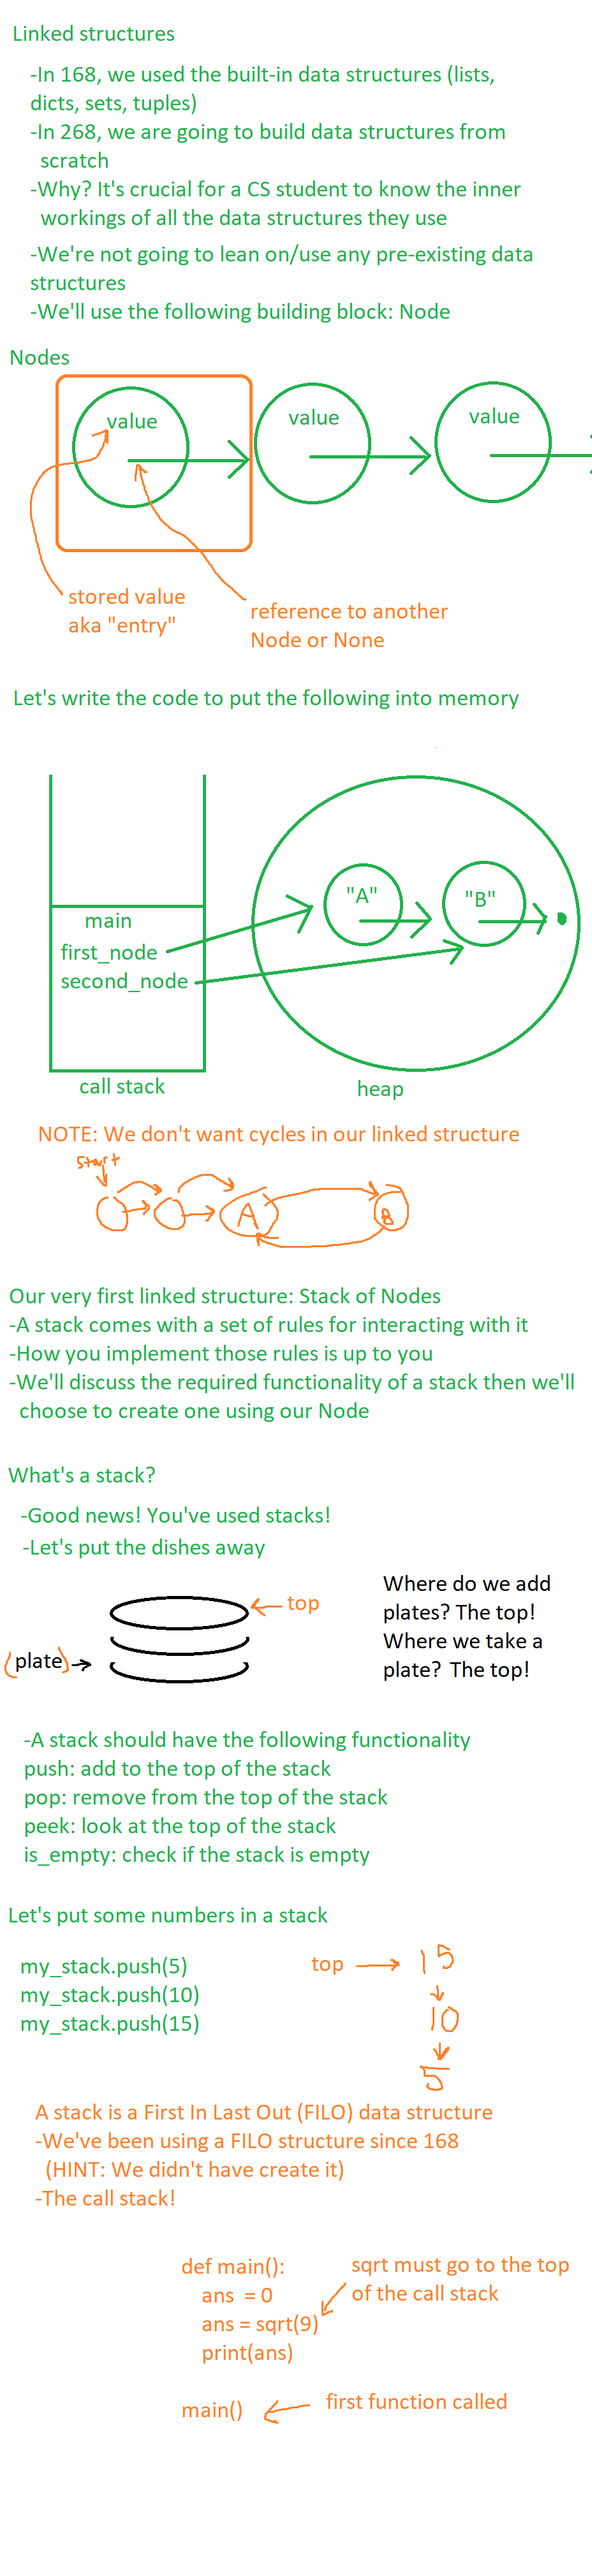 Linked structures
-In 168, we used the built-in data structures (lists,
dicts, sets, tuples)
-In 268, we are going to build data structures from
scratch
-Why? It's crucial for a CS student to know the inner
workings of all the data structures they use
-We're not going to lean on/use any pre-existing data
structures
-We'll use the following building block: Node
Nodes
value
value
value
stored value
aka "entry"
reference to another
Node or None
Let's write the code to put the following into memory
"A"
"B"
main
first_node
second_node
call stack
heap
NOTE: We don't want cycles in our linked structure
start
A
B
Our very first linked structure: Stack of Nodes
-A stack comes with a set of rules for interacting with it
-How you implement those rules is up to you
-We'll discuss the required functionality of a stack then we'll
choose to create one using our Node
What's a stack?
-Good news! You've used stacks!
-Let's put the dishes away
top
(plate)
Where do we add
plates? The top!
Where we take a
plate? The top!
-A stack should have the following functionality
push: add to the top of the stack
pop: remove from the top of the stack
peek: look at the top of the stack
is_empty: check if the stack is empty
Let's put some numbers in a stack
my_stack.push(5)
my_stack.push(10)
my_stack.push(15)
top
15
10
5
A stack is a First In Last Out (FILO) data structure
-We've been using a FILO structure since 168
(HINT: We didn't have create it)
-The call stack!
def main():
ans = 0
ans = sqrt(9)
print(ans)
sqrt must go to the top
of the call stack
main()
first function called